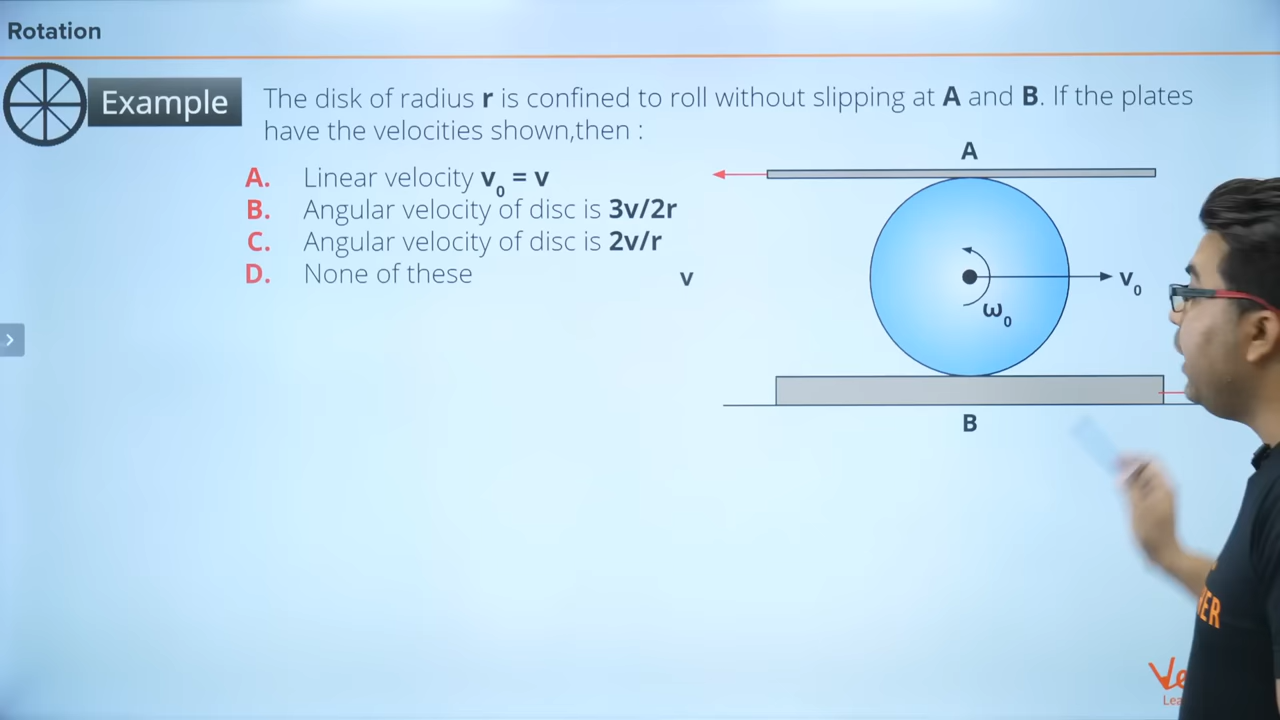 Rotation
Example
The disk of radius r is confined to roll without slipping at A and B. If the plates
have the velocities shown,then :
A. Linear velocity v₀ = v
B. Angular velocity of disc is 3v/2r
C. Angular velocity of disc is 2v/r
D. None of these
v
A
v₀
ω₀
B